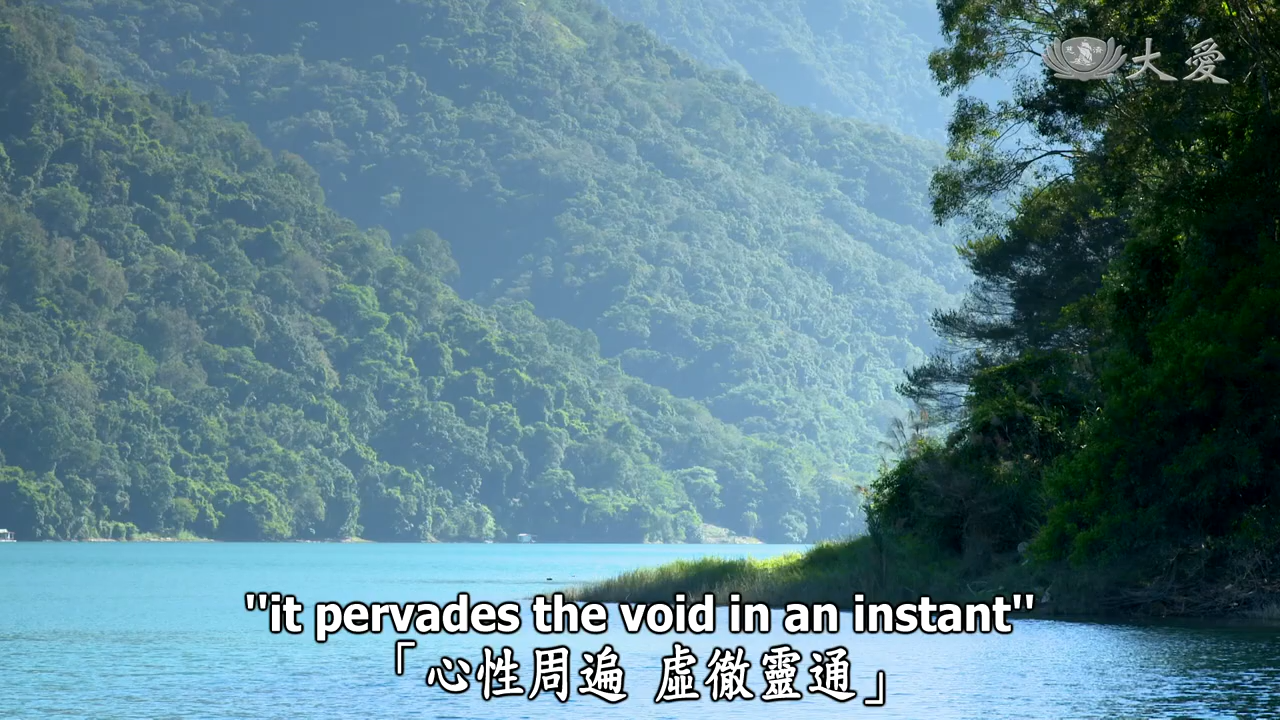 大愛
"it pervades the void in an instant"
「心性周遍 虛徹靈通」